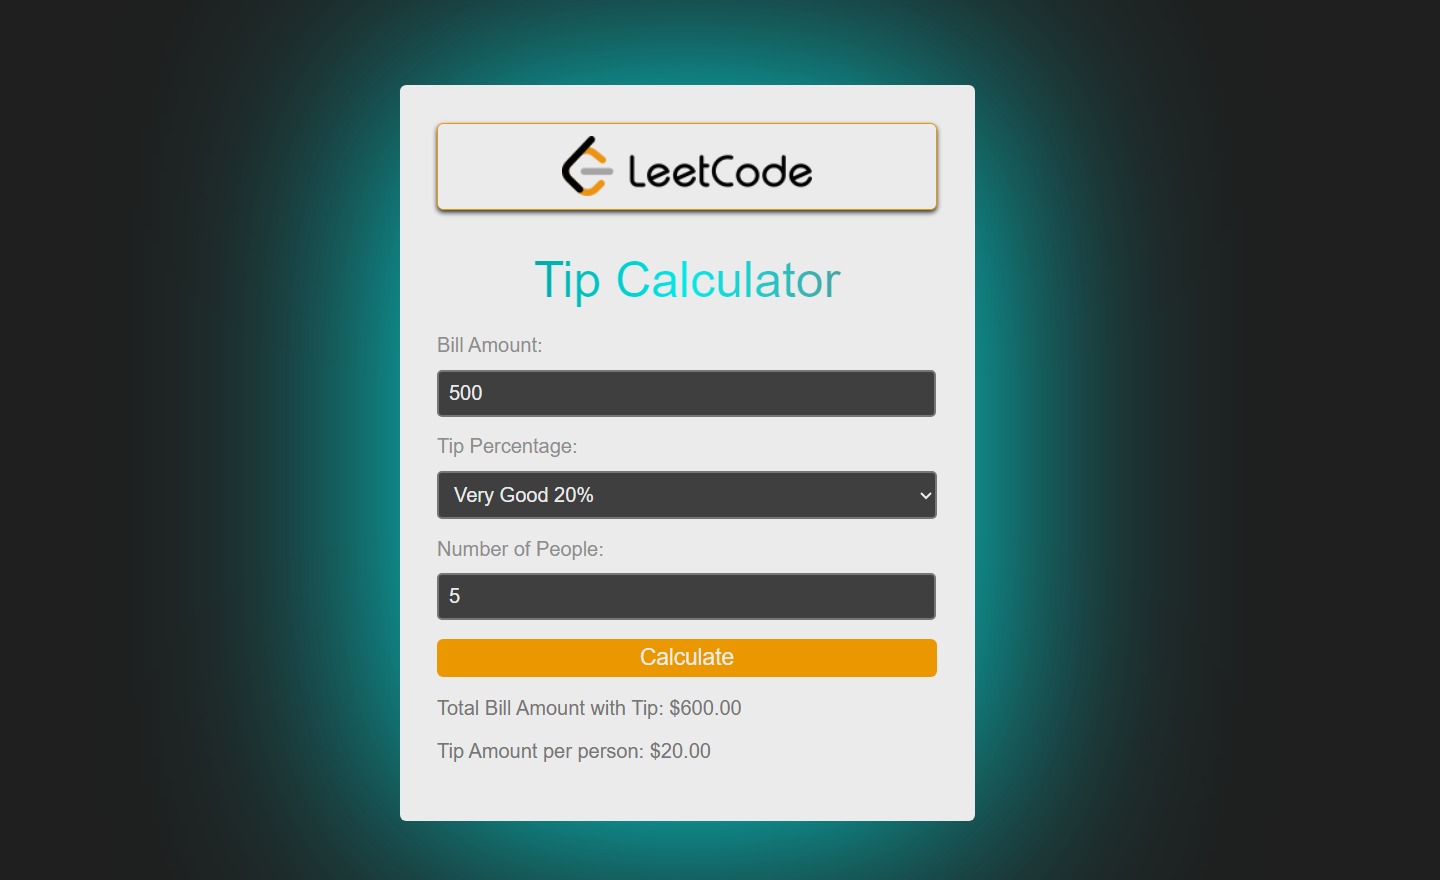 LeetCode
Tip Calculator
Bill Amount:
500
Tip Percentage:
Very Good 20%
Number of People:
5
Calculate
Total Bill Amount with Tip: $600.00
Tip Amount per person: $20.00